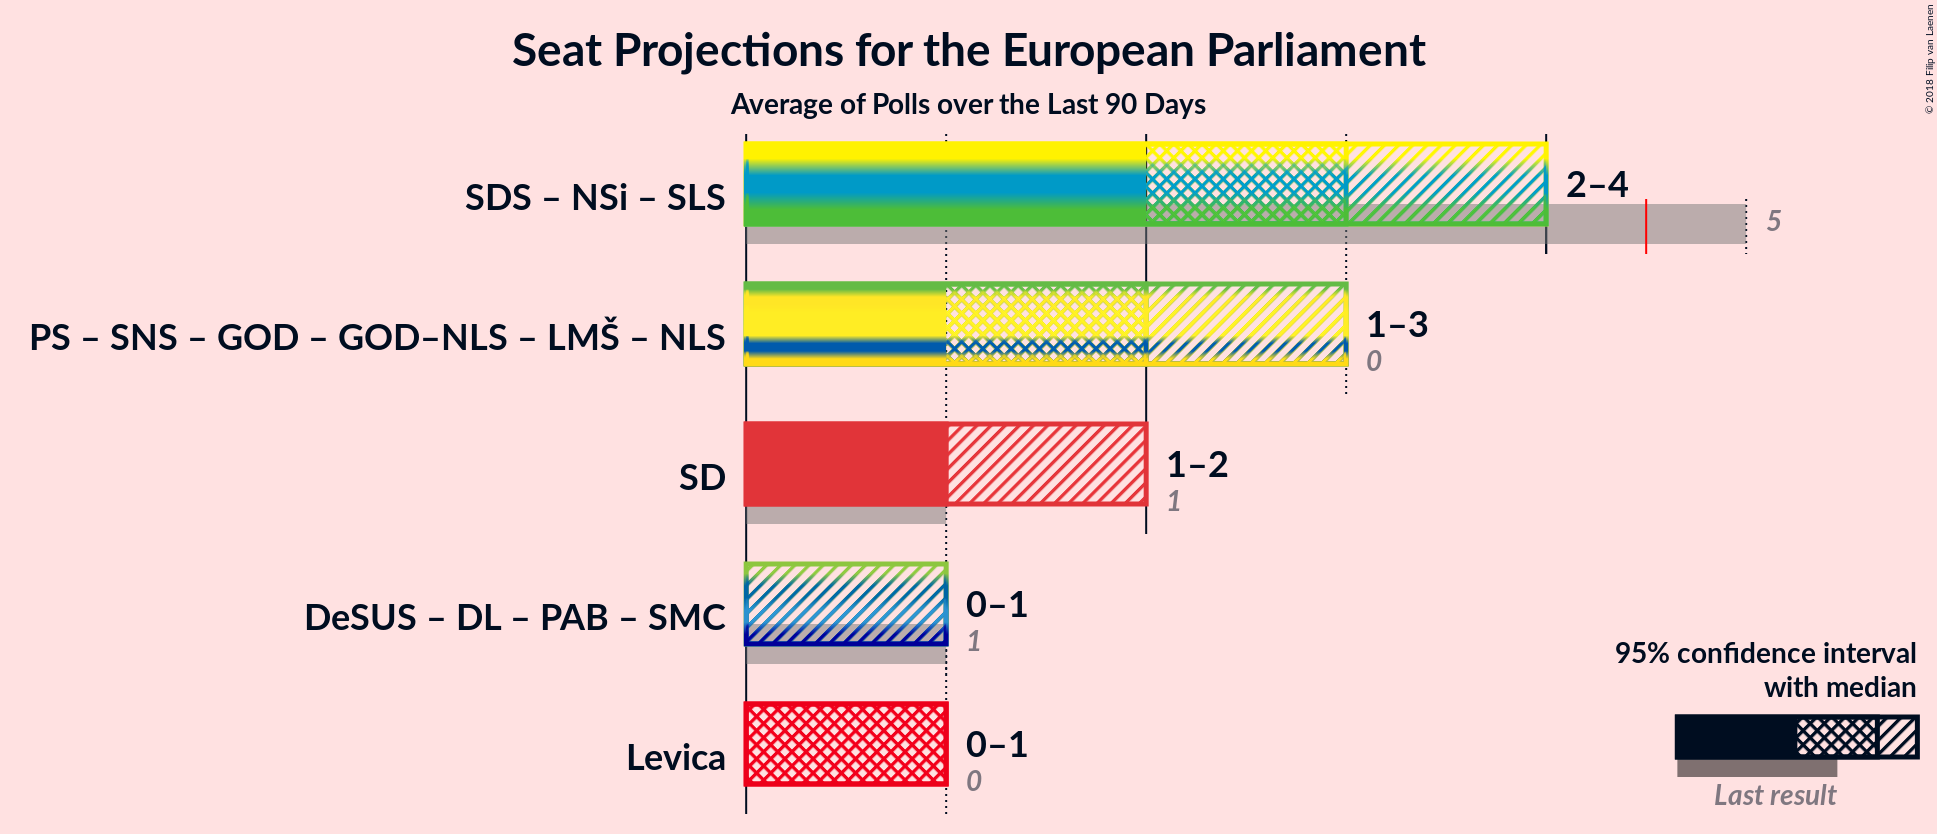 Seat Projections for the European Parliament
Average of Polls over the Last 90 Days
© 2018 Filip van Laenen
SDS – NSi – SLS
2–4
5
PS – SNS – GOD – GOD–NLS – LMŠ – NLS
1–3
0
SD
1–2
1
DeSUS – DL – PAB – SMC
0–1
1
Levica
0–1
0
95% confidence interval
with median
Last result